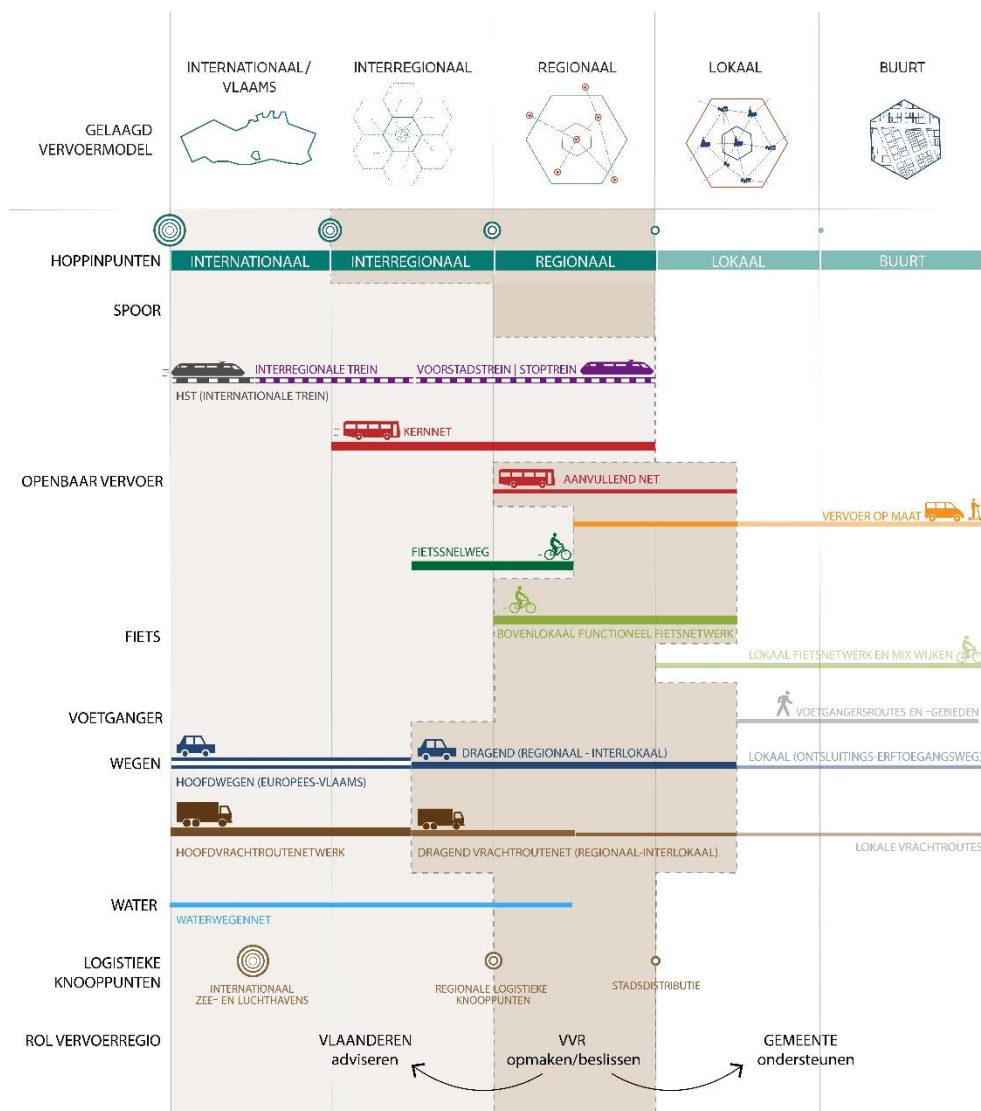 INTERNATIONAAL/
VLAAMS
INTERREGIONAAL
REGIONAAL
LOKAAL
BUURT
GELAAGD
VERVOERMODEL
HOPPINPUNTEN
INTERNATIONAAL
INTERREGIONAAL
REGIONAAL
LOKAAL
BUURT
SPOOR
INTERREGIONALE TREIN
VOORSTADSTREIN | STOPTREIN
HST (INTERNATIONALE TREIN)
KERNNET
OPENBAAR VERVOER
AANVULLEND NET
VERVOER OP MAAT
FIETSSNELWEG
FIETS
BOVENLOKAAL FUNCTIONEEL FIETSNETWERK
LOKAAL FIETSNETWERK EN MIX WIJKEN
VOETGANGER
VOETGANGERSROUTES EN -GEBIEDEN
WEGEN
DRAGEND (REGIONAAL - INTERLOKAAL)
LOKAAL (ONTSLUITINGS-ERFTOEGANGSWEG)
HOOFDWEGEN (EUROPEES-VLAAMS)
HOOFDVRACHTROUTENETWERK
DRAGEND VRACHTROUTENET (REGIONAAL-INTERLOKAAL)
LOKALE VRACHTROUTES
WATER
WATERWEGENNET
LOGISTIEKE
KNOOPPUNTEN
INTERNATIONAAL
ZEE- EN LUCHTHAVENS
REGIONALE LOGISTIEKE
KNOOPPUNTEN
STADSDISTRIBUTIE
ROL VERVOERREGIO
VLAANDEREN
adviseren
VVR
opmaken/beslissen
GEMEENTE
ondersteunen